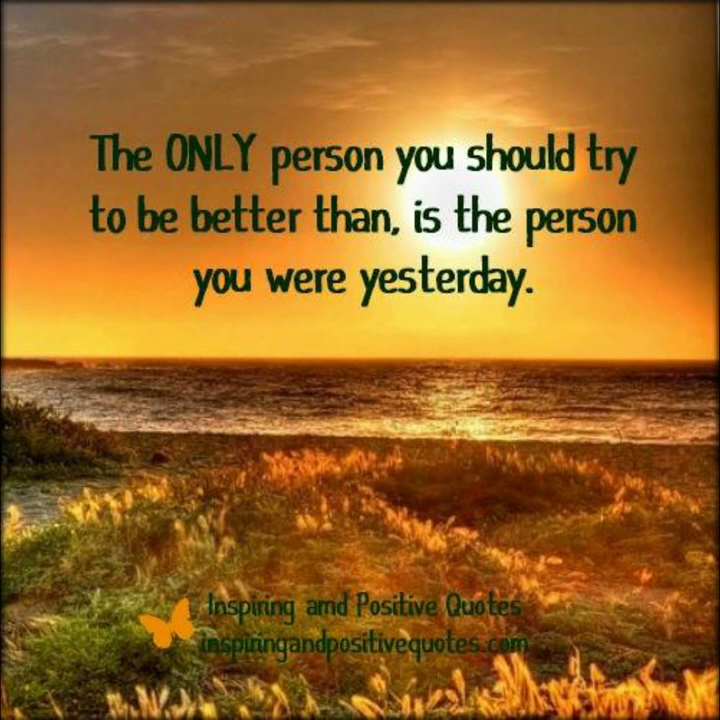 The ONLY person you should try
to be better than, is the person
you were yesterday.
Inspiring amd Positive Quotes
inspiringandpositivequotes.com